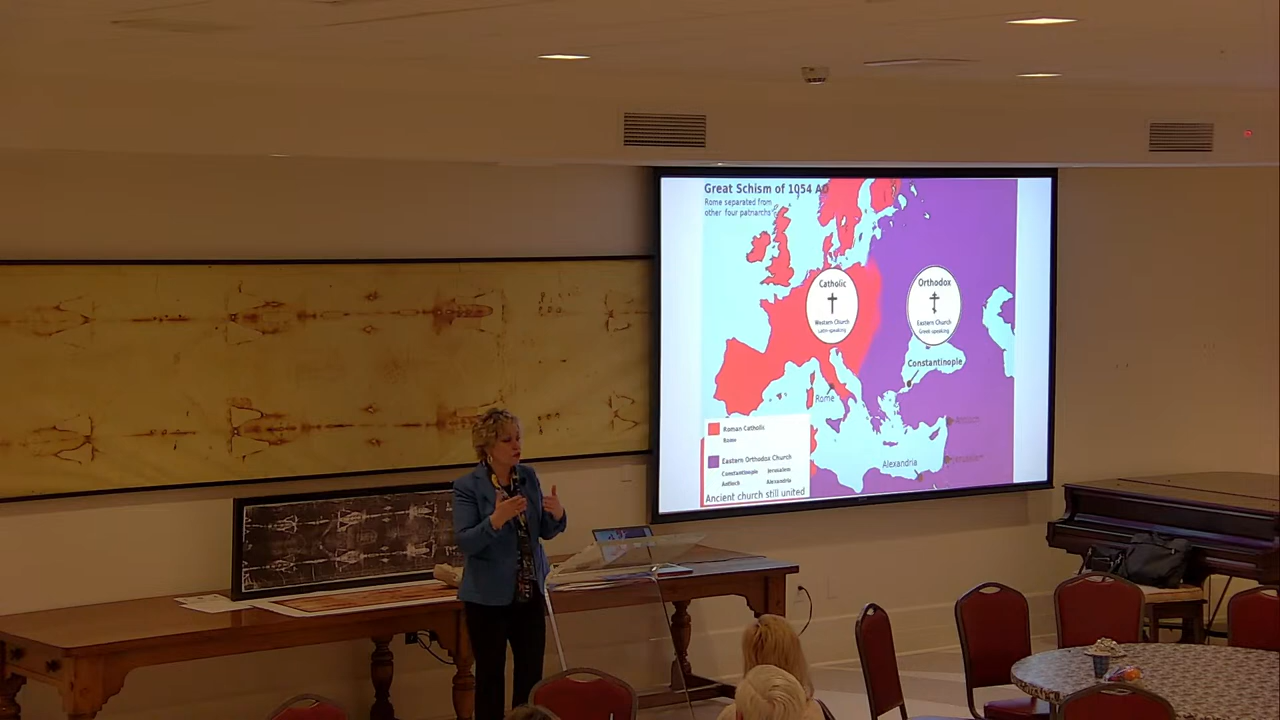 Great Schism of 1054 AD
Rome separated from
other four patriarchs
Catholic
Western Church
Latin-speaking
Orthodox
Eastern Church
Greek speaking
Constantinople
Rome
Antioch
Jerusalem
Alexandria
Roman Catholic
Rome
Eastern Orthodox Church
Constantinople Jerusalem
Antioch Alexandria
Ancient church still united